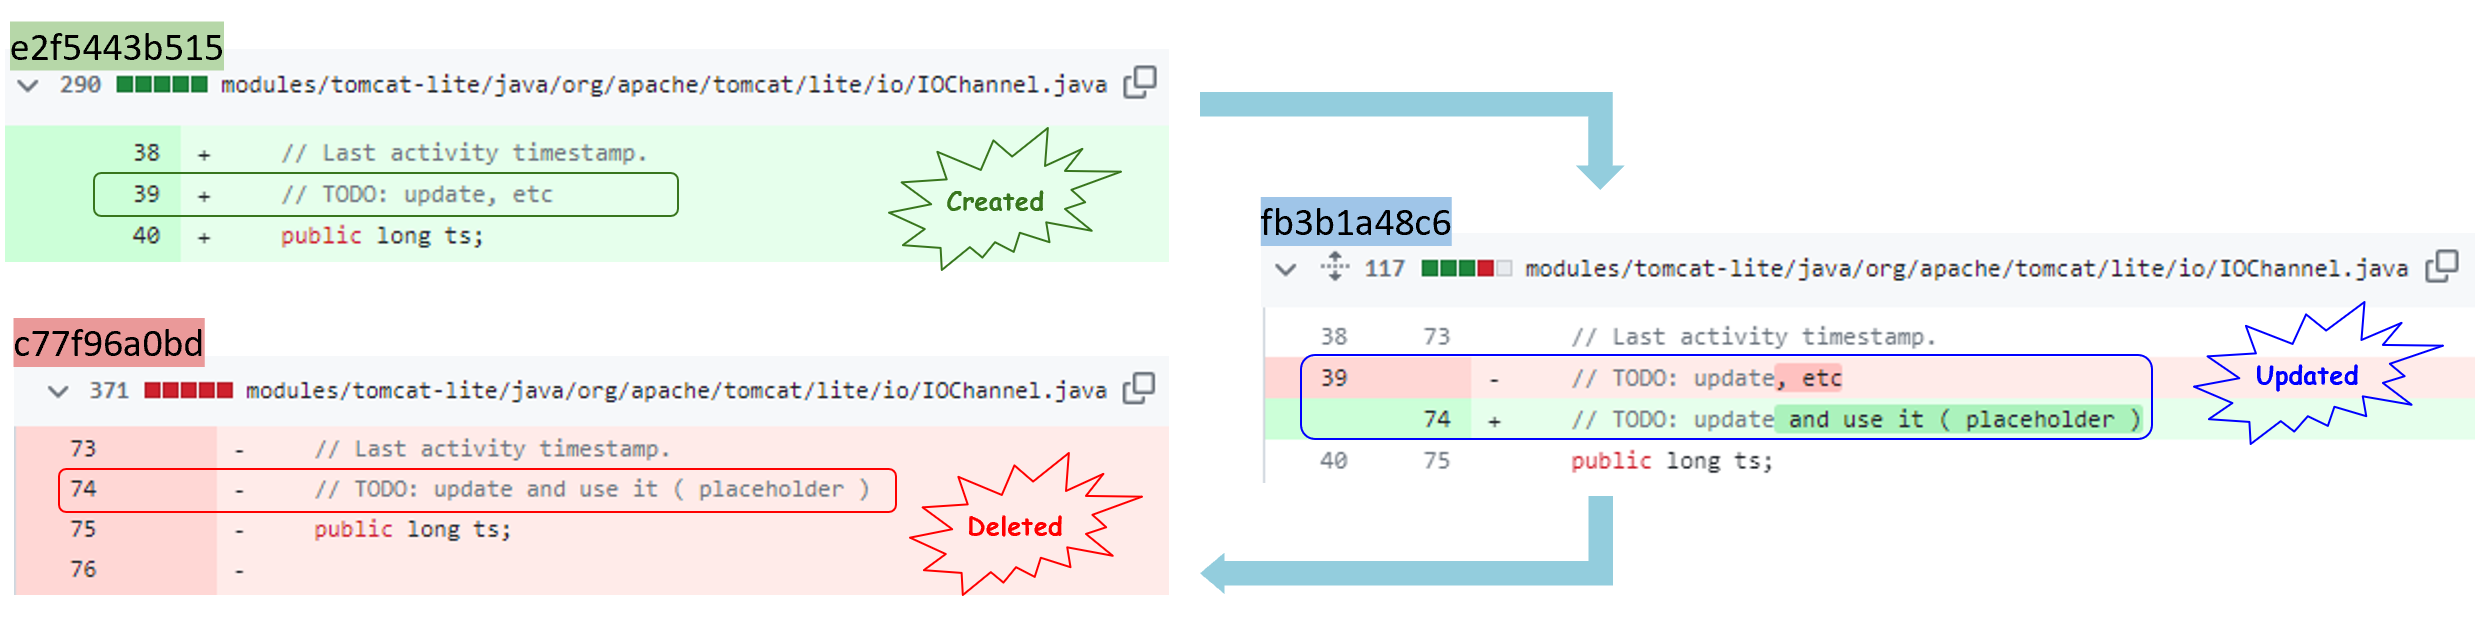 e2f5443b515
290 modules/tomcat-lite/java/org/apache/tomcat/lite/io/IOChannel.java
38 + // Last activity timestamp.
39 + // TODO: update, etc
40 + public long ts;
Created
fb3b1a48c6
117 modules/tomcat-lite/java/org/apache/tomcat/lite/io/IOChannel.java
38 73 // Last activity timestamp.
39 - // TODO: update, etc
74 + // TODO: update and use it ( placeholder )
40 75 public long ts;
Updated
c77f96a0bd
371 modules/tomcat-lite/java/org/apache/tomcat/lite/io/IOChannel.java
73 - // Last activity timestamp.
74 - // TODO: update and use it ( placeholder )
75 - public long ts;
76 -
Deleted